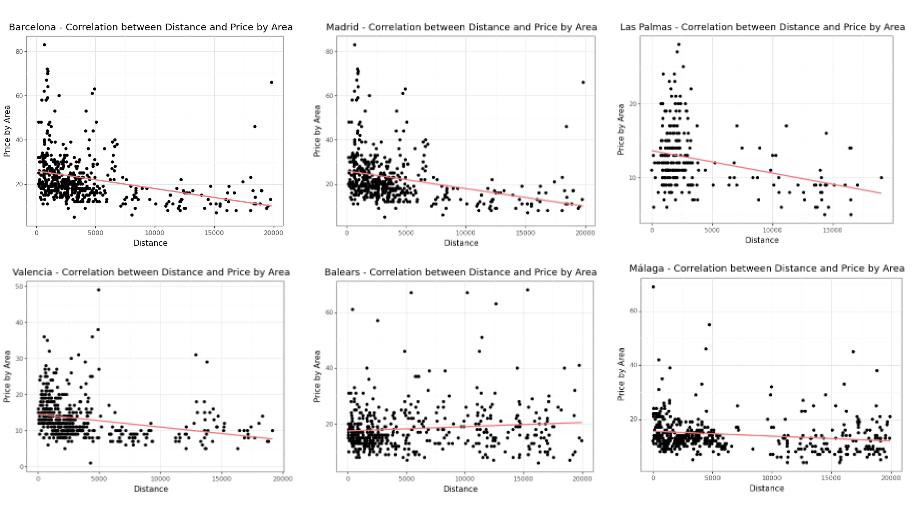 Barcelona - Correlation between Distance and Price by Area
Madrid - Correlation between Distance and Price by Area
Las Palmas - Correlation between Distance and Price by Area
80
60
40
20
Price by Area
0 5000 10000 15000 20000
Distance
80
60
40
20
Price by Area
0 5000 10000 15000 20000
Distance
20
10
Price by Area
0 5000 10000 15000
Distance
Valencia - Correlation between Distance and Price by Area
Balears - Correlation between Distance and Price by Area
Málaga - Correlation between Distance and Price by Area
50
40
30
20
10
0
Price by Area
0 5000 10000 15000 20000
Distance
60
40
20
Price by Area
0 5000 10000 15000 20000
Distance
60
40
20
Price by Area
0 5000 10000 15000 20000
Distance